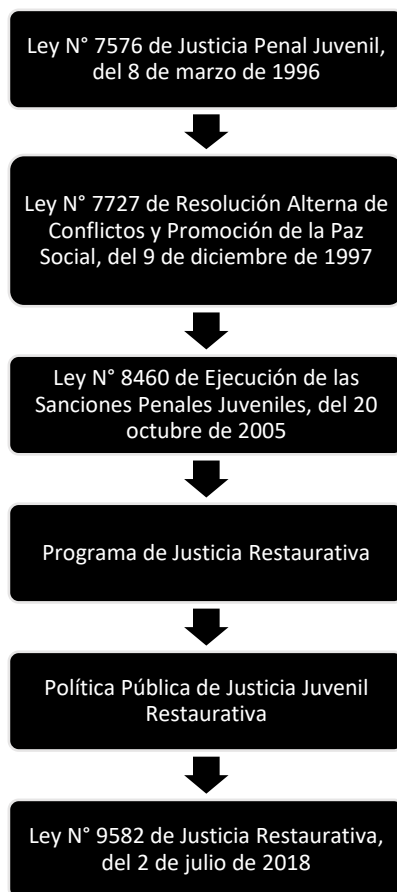 Ley N° 7576 de Justicia Penal Juvenil,
del 8 de marzo de 1996
Ley N° 7727 de Resolución Alterna de
Conflictos y Promoción de la Paz
Social, del 9 de diciembre de 1997
Ley N° 8460 de Ejecución de las
Sanciones Penales Juveniles, del 20
octubre de 2005
Programa de Justicia Restaurativa
Política Pública de Justicia Juvenil
Restaurativa
Ley N° 9582 de Justicia Restaurativa,
del 2 de julio de 2018